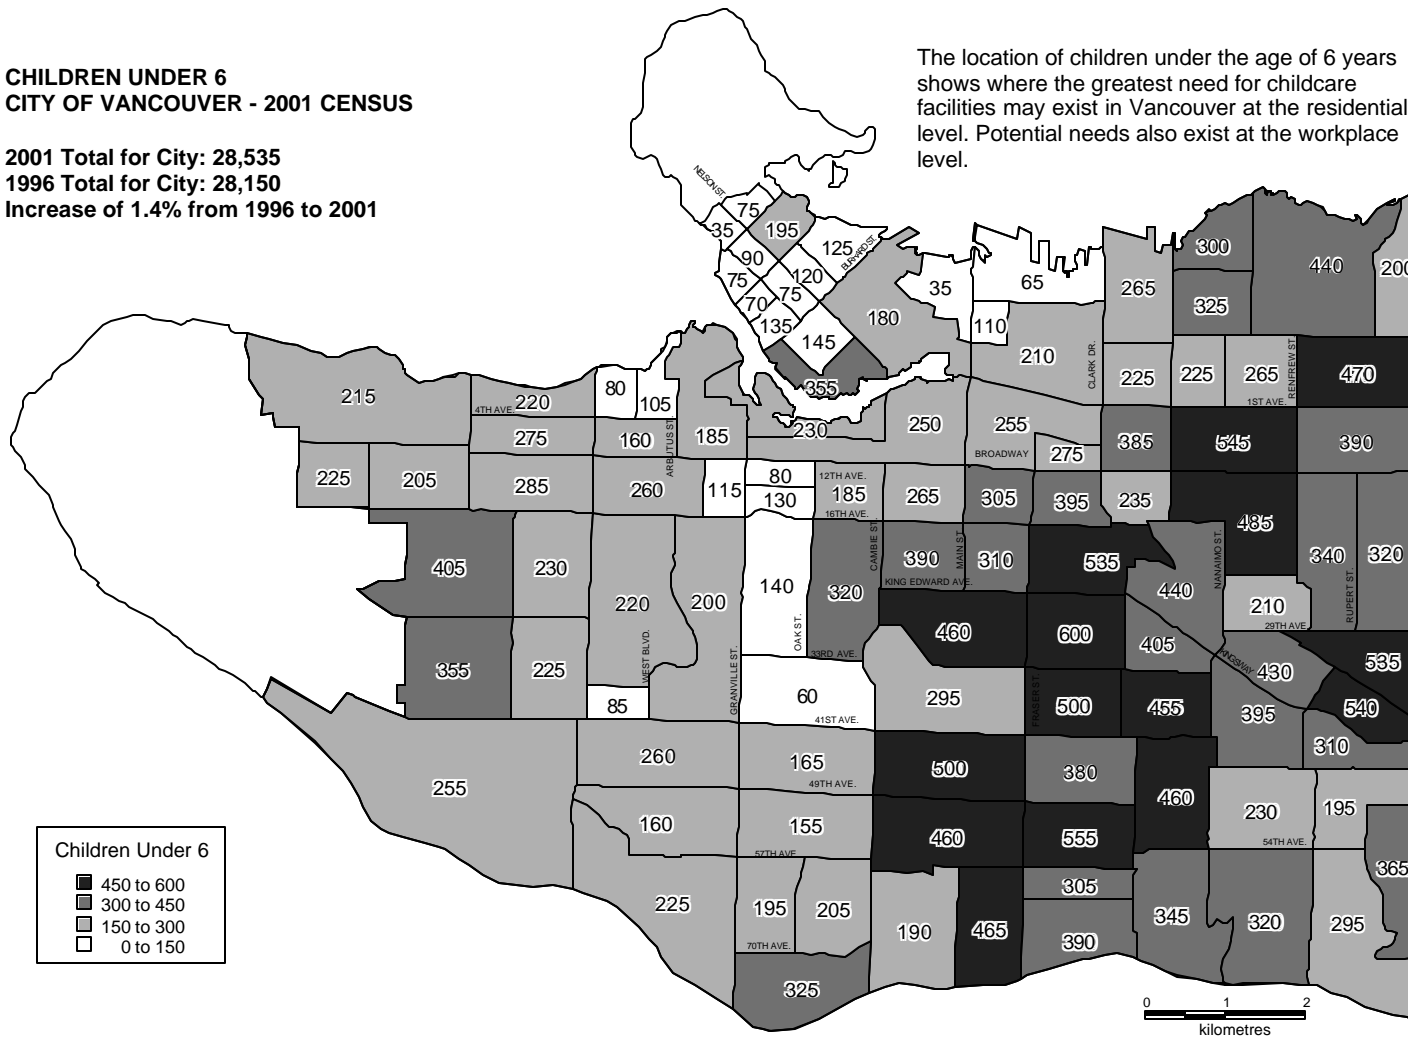 CHILDREN UNDER 6
CITY OF VANCOUVER - 2001 CENSUS
2001 Total for City: 28,535
1996 Total for City: 28,150
Increase of 1.4% from 1996 to 2001
The location of children under the age of 6 years
shows where the greatest need for childcare
facilities may exist in Vancouver at the residential
level. Potential needs also exist at the workplace
level.
NELSON ST.
75
35
195
125
BURRARD ST.
90
120
75
75
70
135
145
355
180
35
65
110
210
CLARK DR.
265
300
325
440
200
225
225
265
RENFREW ST.
1ST AVE.
470
215
4TH AVE.
220
80
105
275
160
ARBUTUS ST.
185
230
250
255
BROADWAY
275
385
545
390
225
205
285
260
115
80
130
12TH AVE.
185
16TH AVE.
265
305
395
235
485
405
230
220
200
140
OAK ST.
320
CAMBIE ST.
390
MAIN ST.
310
KING EDWARD AVE.
535
440
NANAIMO ST.
340
320
RUPERT ST.
210
29TH AVE.
460
600
405
KINGSWAY
430
535
33RD AVE.
355
225
WEST BLVD.
85
GRANVILLE ST.
60
41ST AVE.
295
FRASER ST.
500
455
395
540
310
255
260
165
49TH AVE.
500
380
460
230
54TH AVE.
195
160
155
57TH AVE.
460
555
365
225
195
205
70TH AVE.
190
465
305
390
345
320
295
325
Children Under 6
450 to 600
300 to 450
150 to 300
0 to 150
0 1 2
kilometres